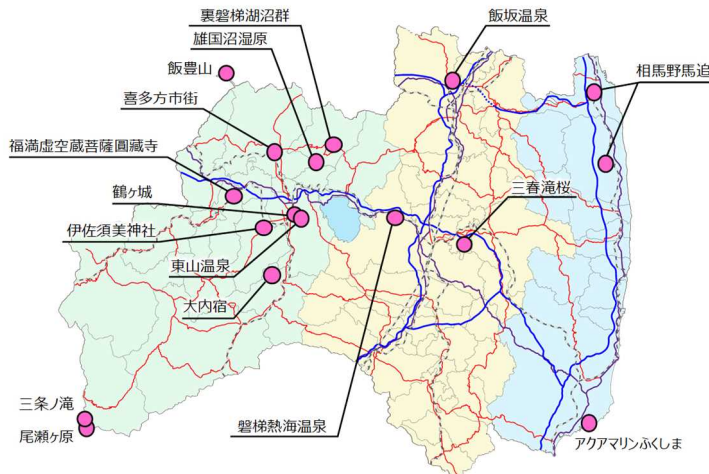 裏磐梯湖沼群
雄国沼湿原
飯豊山
喜多方市街
福満虚空蔵菩薩圓藏寺
鶴ヶ城
伊佐須美神社
東山温泉
大内宿
三条ノ滝
尾瀬ヶ原
磐梯熱海温泉
飯坂温泉
相馬野馬追
三春滝桜
アクアマリンふくしま